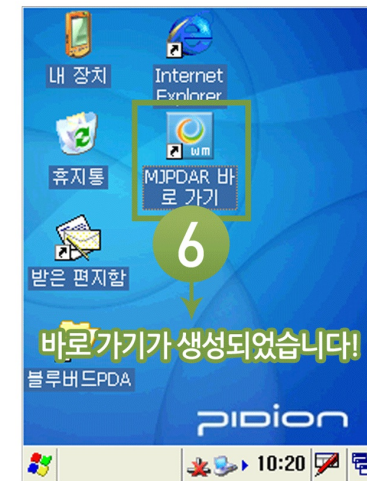 내 장치
Internet
Explorer
휴지통
wm
MJPDAR 바
로 가기
6
받은 편지함
바로 가기가 생성되었습니다!
블루버드PDA
PIDION
10:20